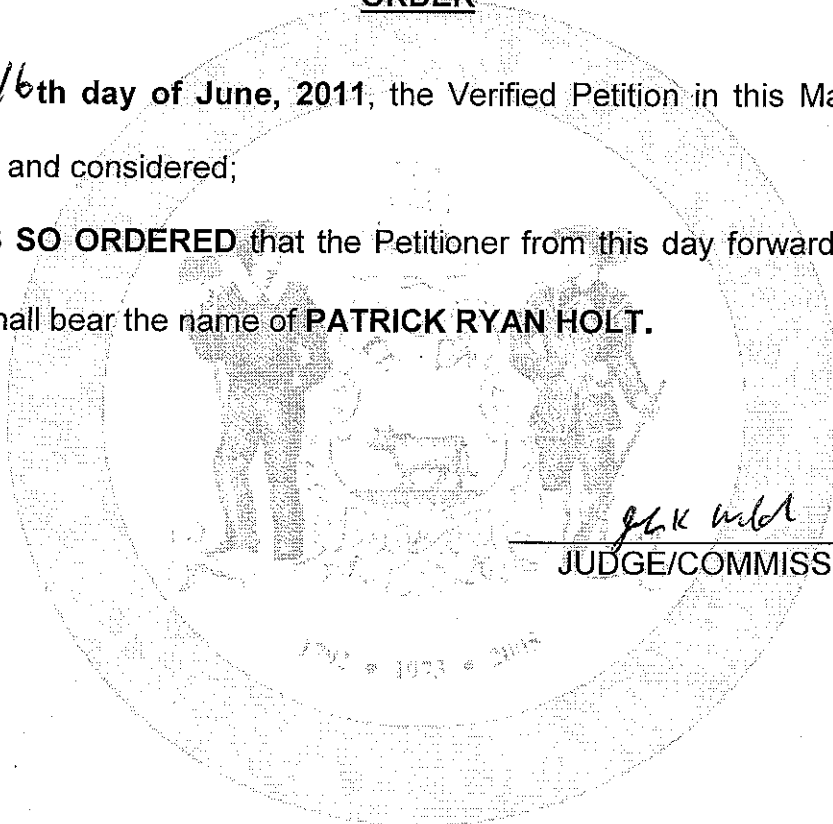 ORDER
16th day of June, 2011, the Verified Petition in this Ma
and considered;
SO ORDERED that the Petitioner from this day forward
hall bear the name of PATRICK RYAN HOLT.
JUDGE/COMMISS
* 1973 *